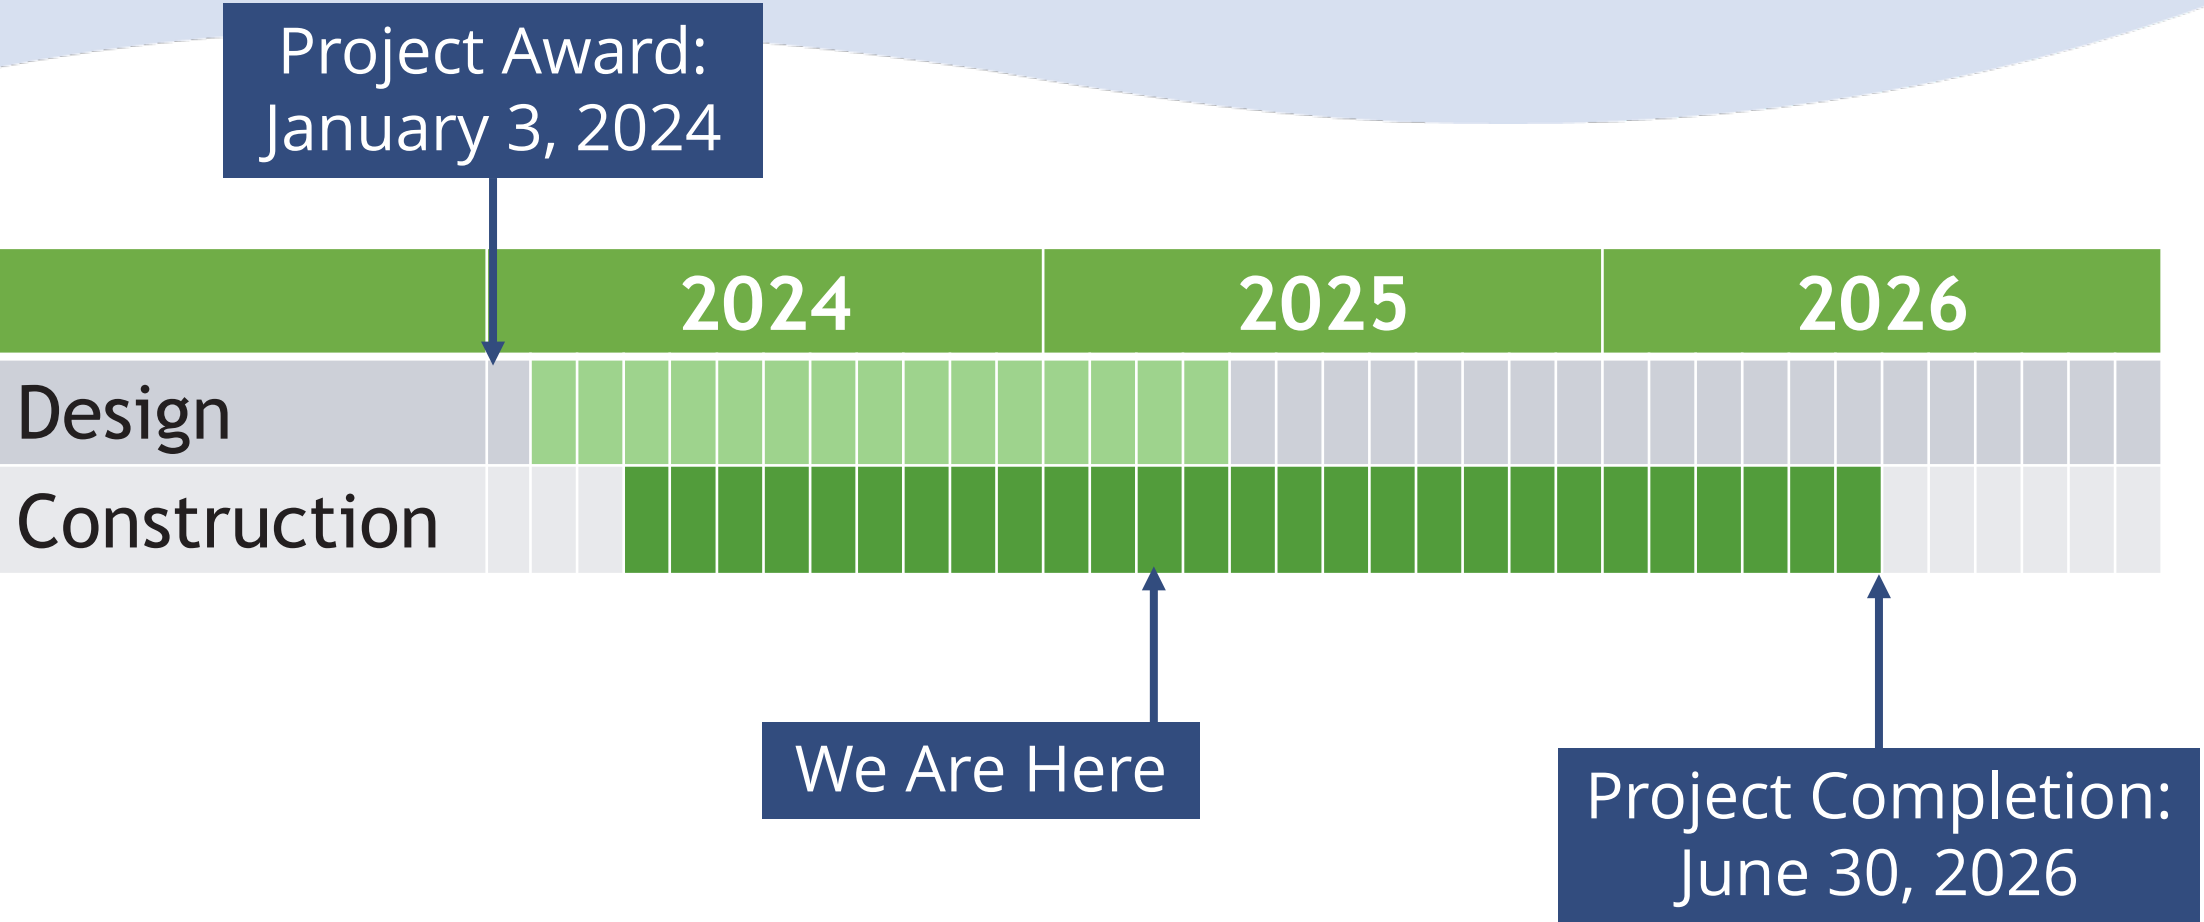 Project Award:
January 3, 2024
2024 2025 2026
Design
Construction
We Are Here
Project Completion:
June 30, 2026